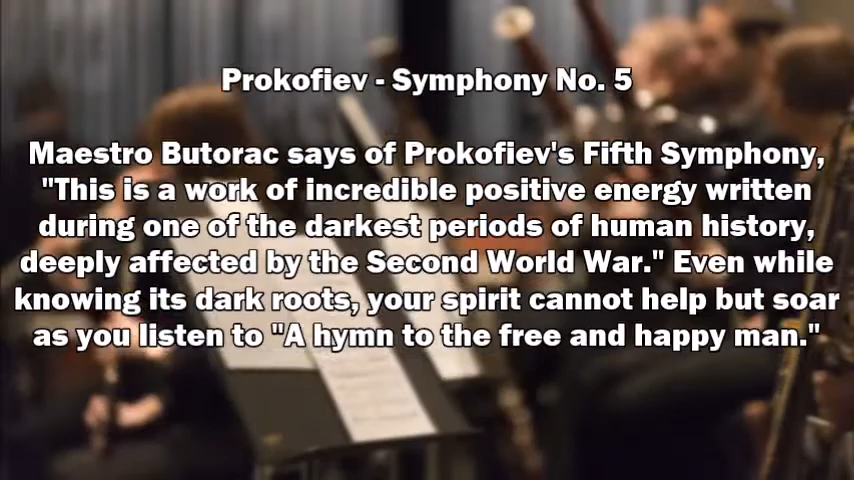 Prokofiev - Symphony No. 5
Maestro Butorac says of Prokofiev's Fifth Symphony,
"This is a work of incredible positive energy written
during one of the darkest periods of human history,
deeply affected by the Second World War." Even while
knowing its dark roots, your spirit cannot help but soar
as you listen to "A hymn to the free and happy man."